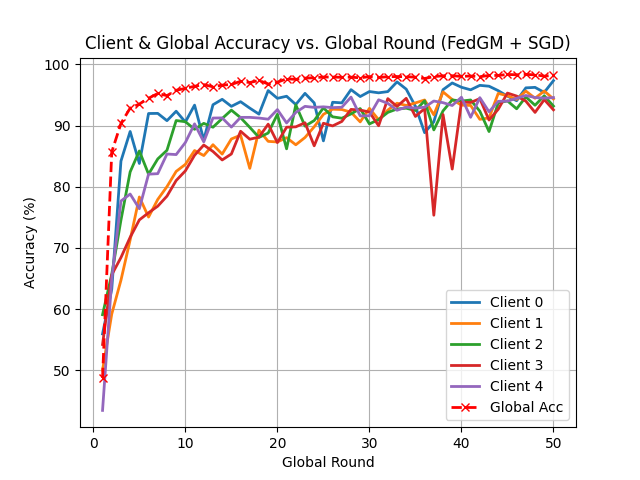 Client & Global Accuracy vs. Global Round (FedGM + SGD)
100
90
80
70
60
50
Accuracy (%)
0
10
20
30
40
50
Global Round
Client 0
Client 1
Client 2
Client 3
Client 4
Global Acc